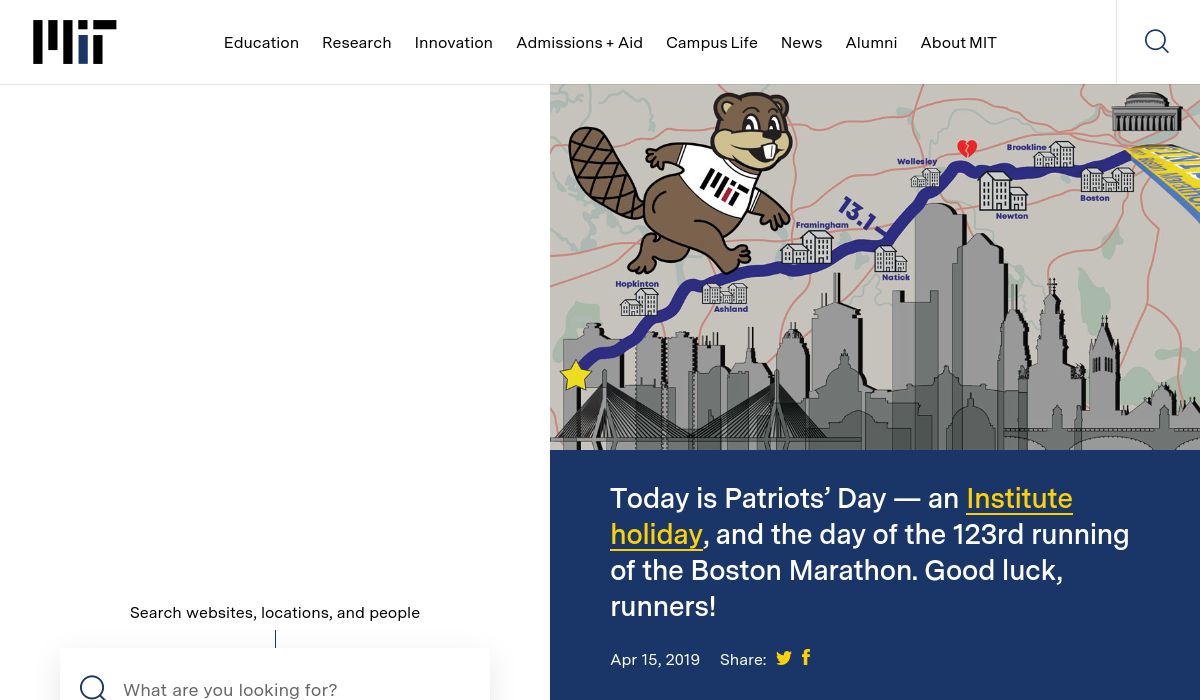 MIT
Education Research Innovation Admissions + Aid Campus Life News Alumni About MIT
MIT
Hopkinton
Ashland
Framingham
13.1
Natick
Wellesley
Newton
Brookline
Boston
Boston Marathon
Today is Patriots’ Day — an Institute
holiday, and the day of the 123rd running
of the Boston Marathon. Good luck,
runners!
Apr 15, 2019 Share:
Search websites, locations, and people
What are you looking for?